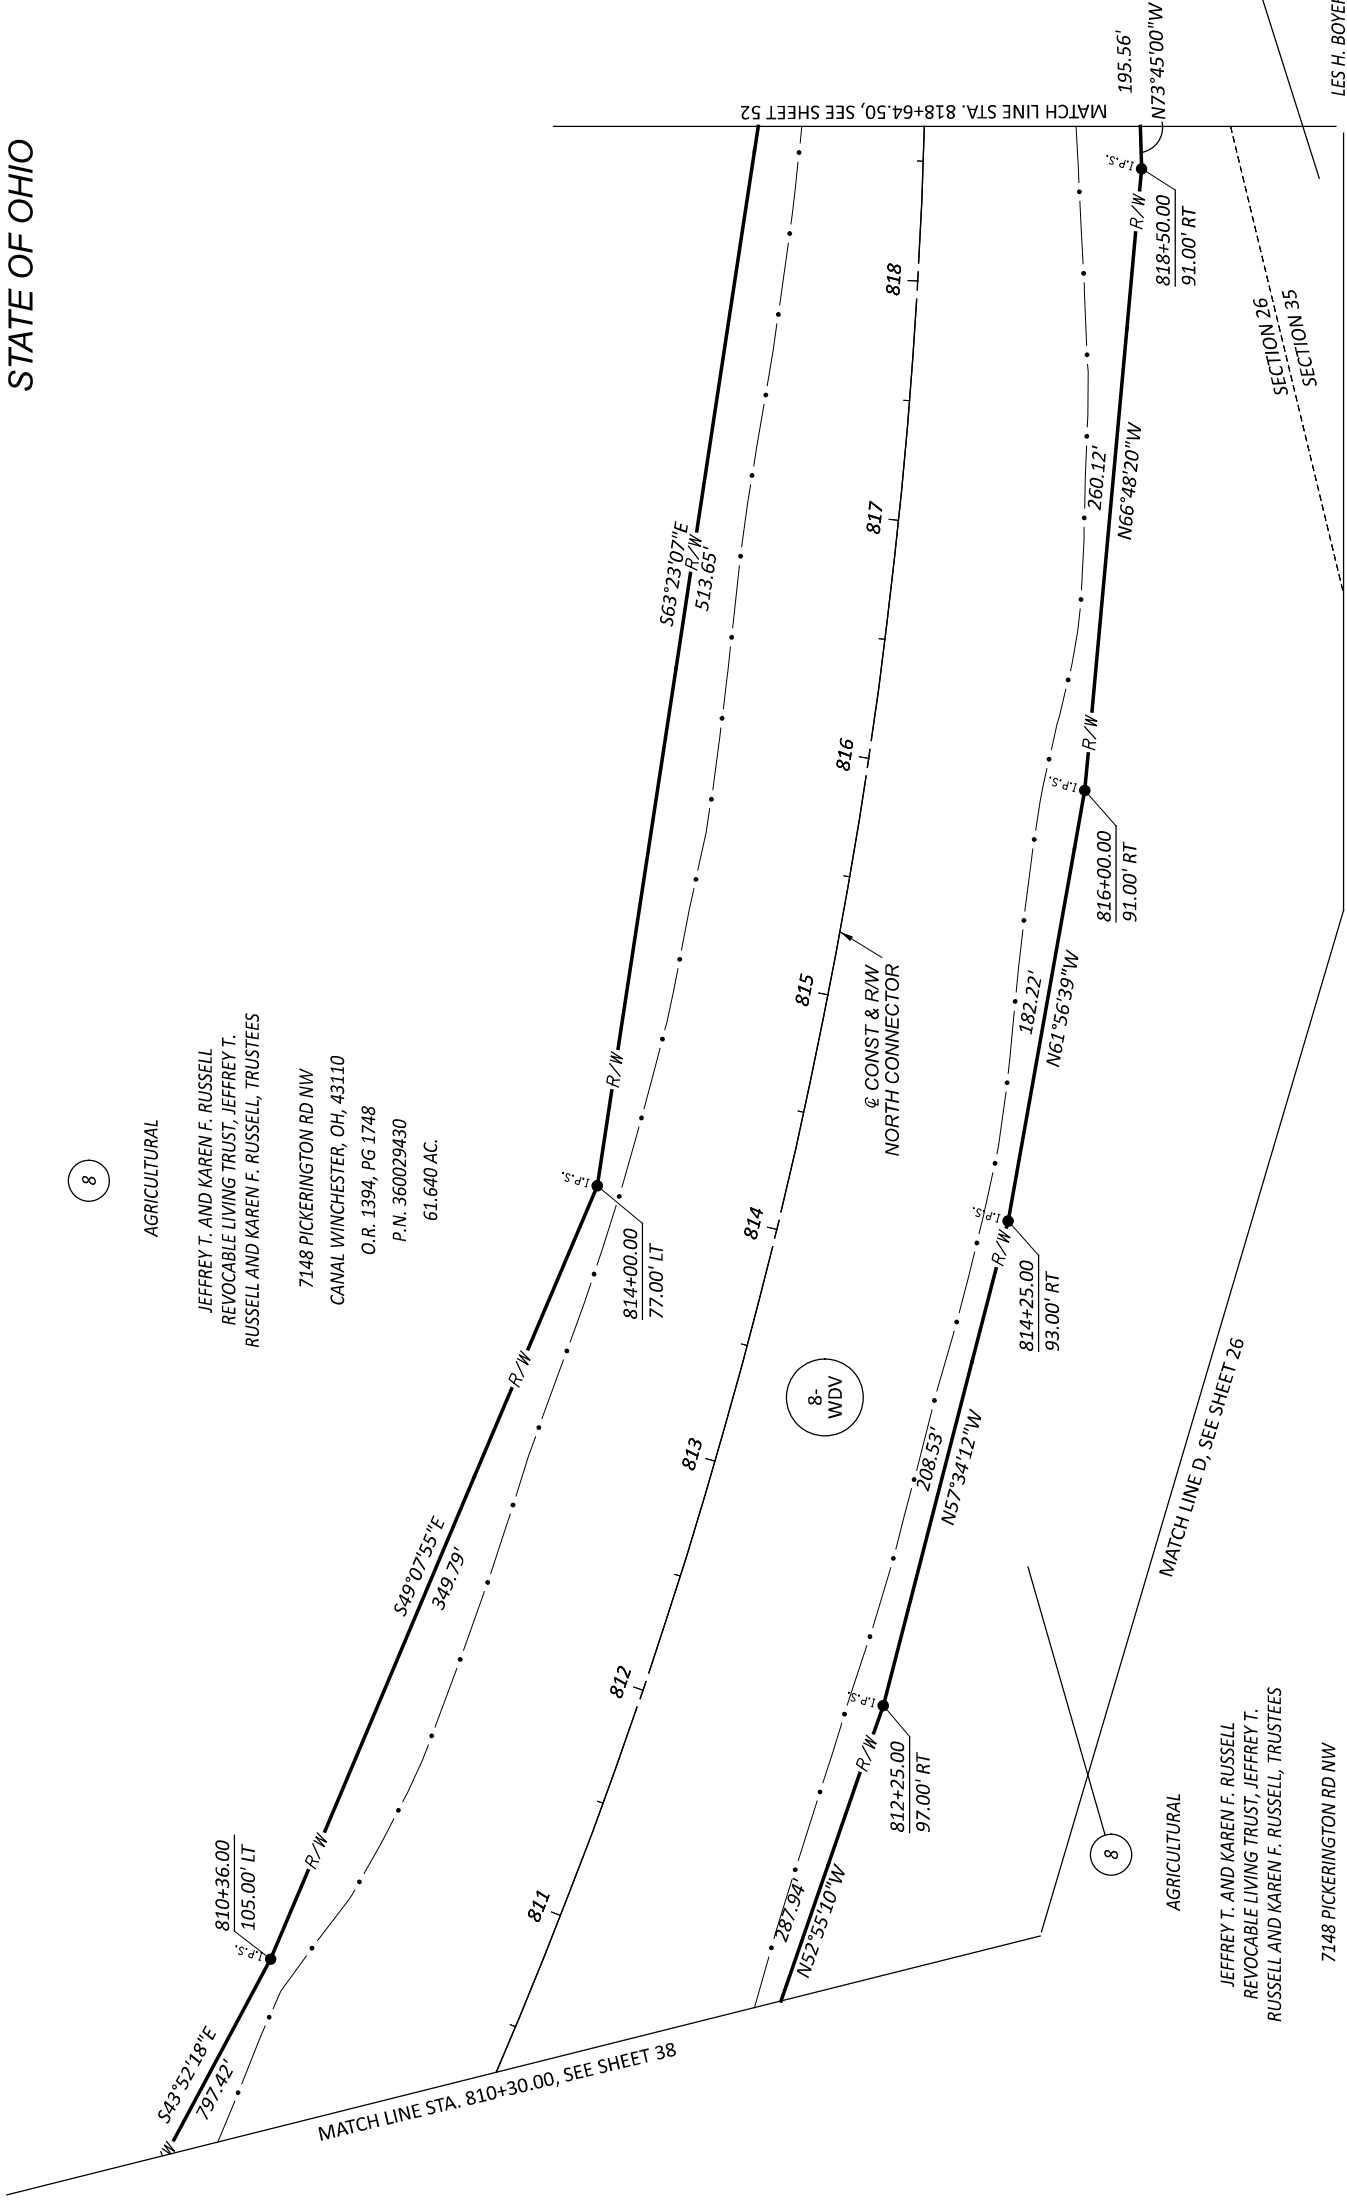 STATE OF OHIO
MATCH LINE STA. 818+64.50, SEE SHEET 52
195.56'
N73°45'00"W
LES H. BOYER
I.P.S.
818+50.00
91.00' RT
R/W
SECTION 26
SECTION 35
818
817
816
815
814
813
812
811
S63°23'07"E
R/W
513.65'
260.12'
N66°48'20"W
R/W
I.P.S.
816+00.00
91.00' RT
182.22'
N61°56'39"W
℄ CONST & R/W
NORTH CONNECTOR
R/W
I.P.S.
814+00.00
77.00' LT
I.P.S.
R/W
814+25.00
93.00' RT
8
AGRICULTURAL
JEFFREY T. AND KAREN F. RUSSELL
REVOCABLE LIVING TRUST, JEFFREY T.
RUSSELL AND KAREN F. RUSSELL, TRUSTEES
7148 PICKERINGTON RD NW
CANAL WINCHESTER, OH, 43110
O.R. 1394, PG 1748
P.N. 360029430
61.640 AC.
R/W
8-
WDV
208.53'
N57°34'12"W
MATCH LINE D, SEE SHEET 26
S49°07'55"E
349.79'
R/W
I.P.S.
R/W
812+25.00
97.00' RT
810+36.00
105.00' LT
I.P.S.
287.94'
N52°55'10"W
S43°52'18"E
797.42'
MATCH LINE STA. 810+30.00, SEE SHEET 38
8
AGRICULTURAL
JEFFREY T. AND KAREN F. RUSSELL
REVOCABLE LIVING TRUST, JEFFREY T.
RUSSELL AND KAREN F. RUSSELL, TRUSTEES
7148 PICKERINGTON RD NW